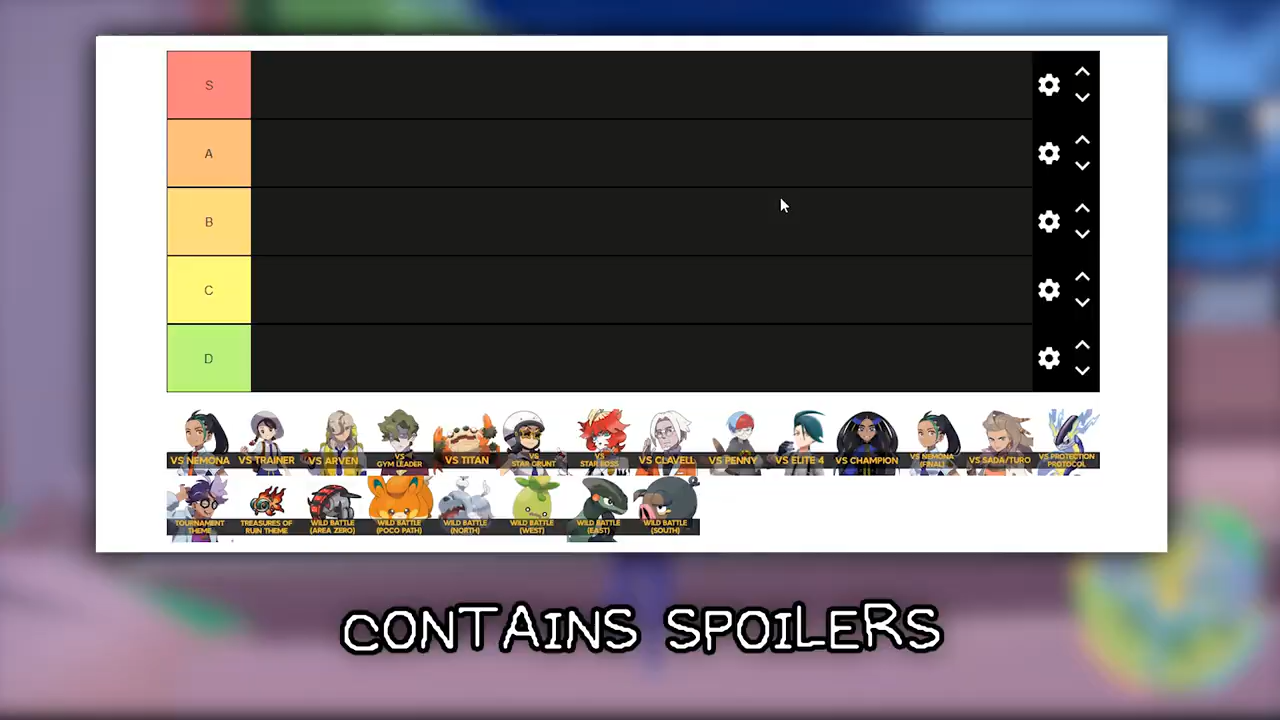 S
A
B
C
D
VS NEMONA VS TRAINER VS ARVEN VS GYM LEADER VS TITAN VS STAR GRUNT VS STAR BOSS VS CLAVELL VS PENNY VS ELITE 4 VS CHAMPION VS NEMONA (FINAL) VS SADA/TURO VS PROTECTION PROTOCOL
TOURNAMENT THEME TREASURES OF RUIN THEME WILD BATTLE (AREA ZERO) WILD BATTLE (POCO PATH) WILD BATTLE (NORTH) WILD BATTLE (WEST) WILD BATTLE (EAST) WILD BATTLE (SOUTH)
CONTAINS SPOILERS